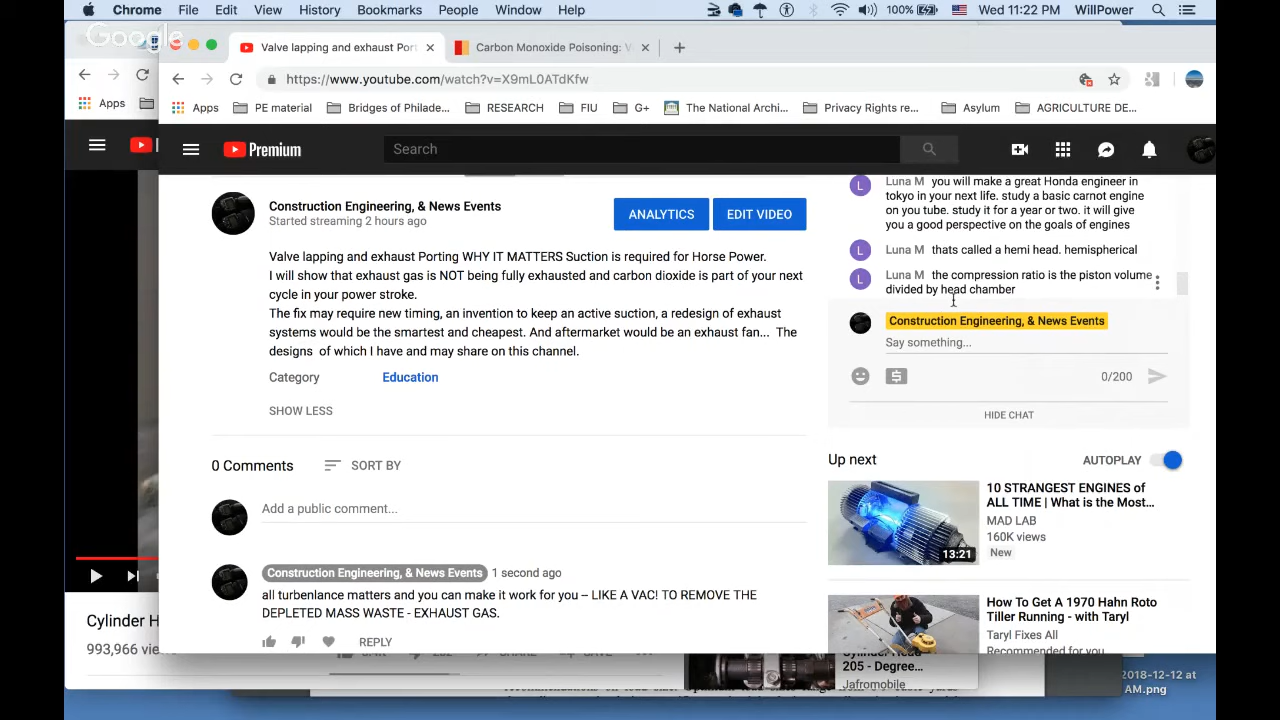 Chrome File Edit View History Bookmarks People Window Help 100% Wed 11:22 PM WillPower
Google
Valve lapping and exhaust Port Carbon Monoxide Poisoning: V
https://www.youtube.com/watch?v=X9mL0ATdKfw
Apps
Apps PE material Bridges of Philade... RESEARCH FIU G+ The National Archi... Privacy Rights re... Asylum AGRICULTURE DE...
Premium Search
Construction Engineering, & News Events
Started streaming 2 hours ago
ANALYTICS EDIT VIDEO
Valve lapping and exhaust Porting WHY IT MATTERS Suction is required for Horse Power.
I will show that exhaust gas is NOT being fully exhausted and carbon dioxide is part of your next
cycle in your power stroke.
The fix may require new timing, an invention to keep an active suction, a redesign of exhaust
systems would be the smartest and cheapest. And aftermarket would be an exhaust fan... The
designs of which I have and may share on this channel.
Category Education
SHOW LESS
0 Comments SORT BY
Add a public comment...
Construction Engineering, & News Events 1 second ago
all turbenlance matters and you can make it work for you – LIKE A VAC! TO REMOVE THE
DEPLETED MASS WASTE - EXHAUST GAS.
REPLY
L Luna M you will make a great Honda engineer in
tokyo in your next life. study a basic carnot engine
on you tube. study it for a year or two. it will give
you a good perspective on the goals of engines
L Luna M thats called a hemi head. hemispherical
L Luna M the compression ratio is the piston volume
divided by head chamber
Construction Engineering, & News Events
Say something...
0/200
HIDE CHAT
Up next AUTOPLAY
10 STRANGEST ENGINES of
ALL TIME | What is the Most...
MAD LAB
160K views
New
13:21
How To Get A 1970 Hahn Roto
Tiller Running - with Taryl
Taryl Fixes All
Recommended for you
Cylinder H
993,966 vie
Cylinder Head
205 - Degree...
Jafromobile
2018-12-12 at
AM.png